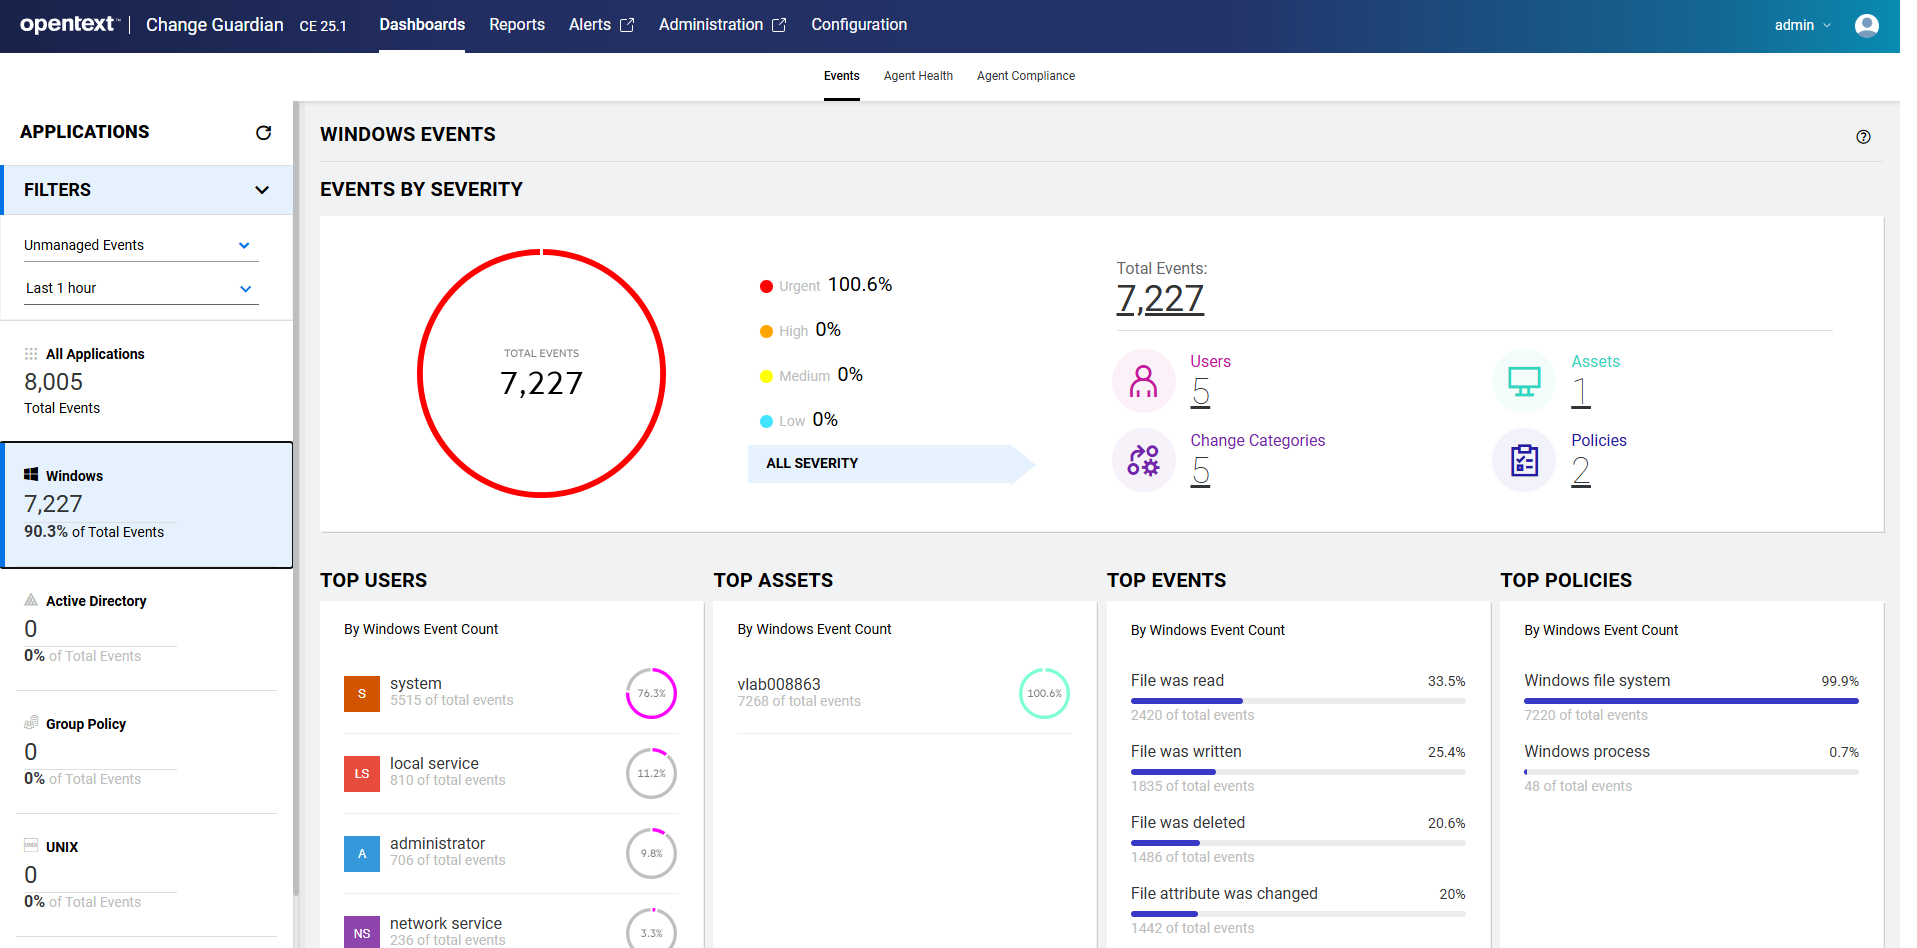 opentext™ | Change Guardian CE 25.1 Dashboards Reports Alerts Administration Configuration admin
Events Agent Health Agent Compliance
APPLICATIONS
FILTERS
Unmanaged Events
Last 1 hour
All Applications
8,005
Total Events
Windows
7,227
90.3% of Total Events
Active Directory
0
0% of Total Events
Group Policy
0
0% of Total Events
UNIX
0
0% of Total Events
WINDOWS EVENTS
EVENTS BY SEVERITY
TOTAL EVENTS
7,227
Urgent 100.6%
High 0%
Medium 0%
Low 0%
ALL SEVERITY
Total Events:
7,227
Users
5
Assets
1
Change Categories
5
Policies
2
TOP USERS
By Windows Event Count
S system 76.3%
5515 of total events
LS local service 11.2%
810 of total events
A administrator 9.8%
706 of total events
NS network service 3.3%
236 of total events
TOP ASSETS
By Windows Event Count
vlab008863 100.6%
7268 of total events
TOP EVENTS
By Windows Event Count
File was read 33.5%
2420 of total events
File was written 25.4%
1835 of total events
File was deleted 20.6%
1486 of total events
File attribute was changed 20%
1442 of total events
TOP POLICIES
By Windows Event Count
Windows file system 99.9%
7220 of total events
Windows process 0.7%
48 of total events